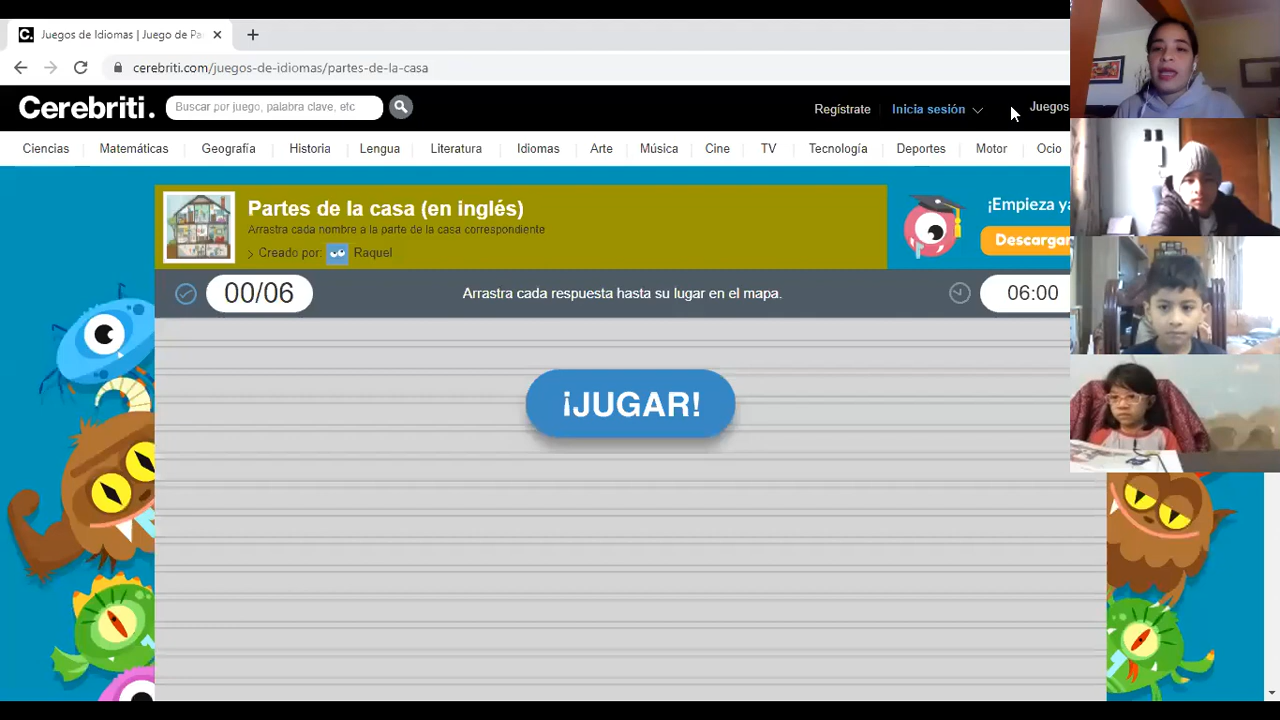 C. Juegos de Idiomas | Juego de Pa
cerebriti.com/juegos-de-idiomas/partes-de-la-casa
Cerebriti. Buscar por juego, palabra clave, etc Regístrate Inicia sesión Juegos
Ciencias Matemáticas Geografía Historia Lengua Literatura Idiomas Arte Música Cine TV Tecnología Deportes Motor Ocio
Partes de la casa (en inglés)
Arrastra cada nombre a la parte de la casa correspondiente
Creado por: Raquel
¡Empieza ya
Descargar
00/06 Arrastra cada respuesta hasta su lugar en el mapa. 06:00
¡JUGAR!